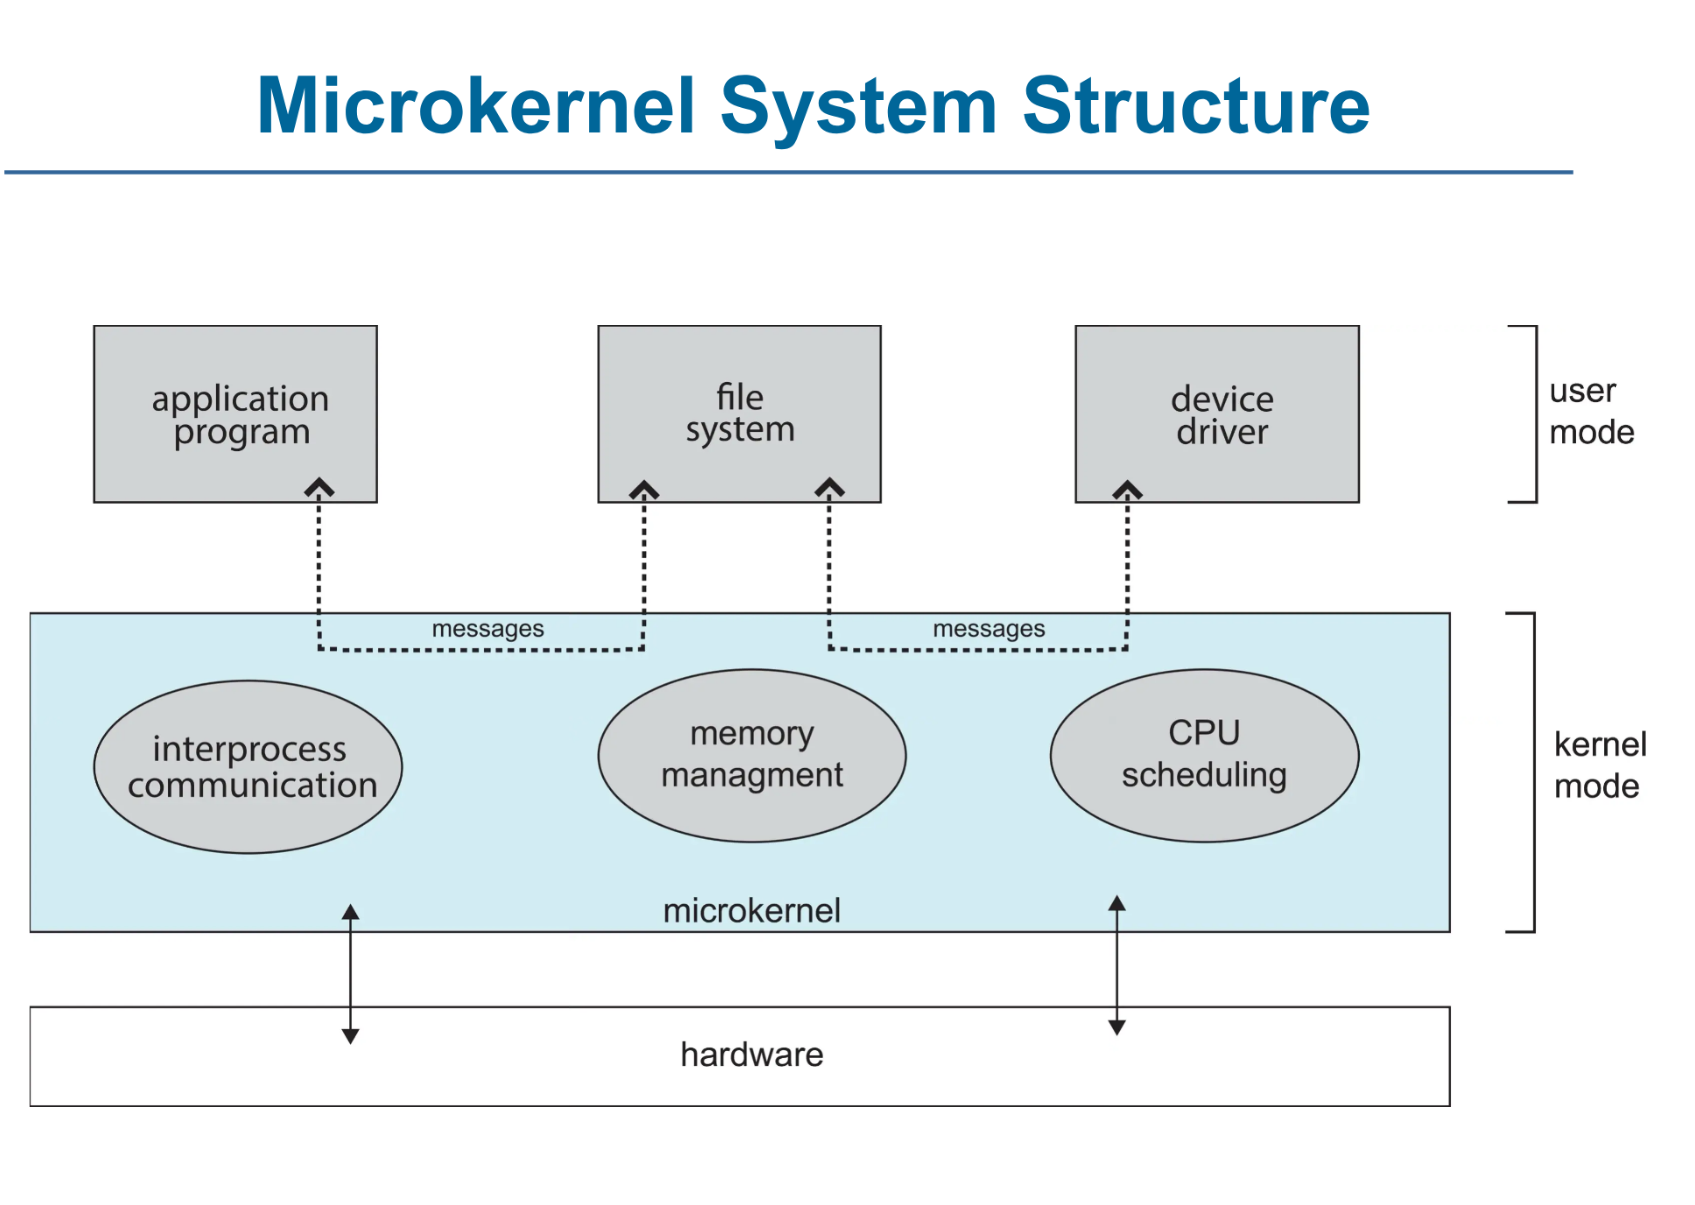 Microkernel System Structure
application
program
file
system
device
driver
user
mode
messages
messages
interprocess
communication
memory
managment
CPU
scheduling
kernel
mode
microkernel
hardware